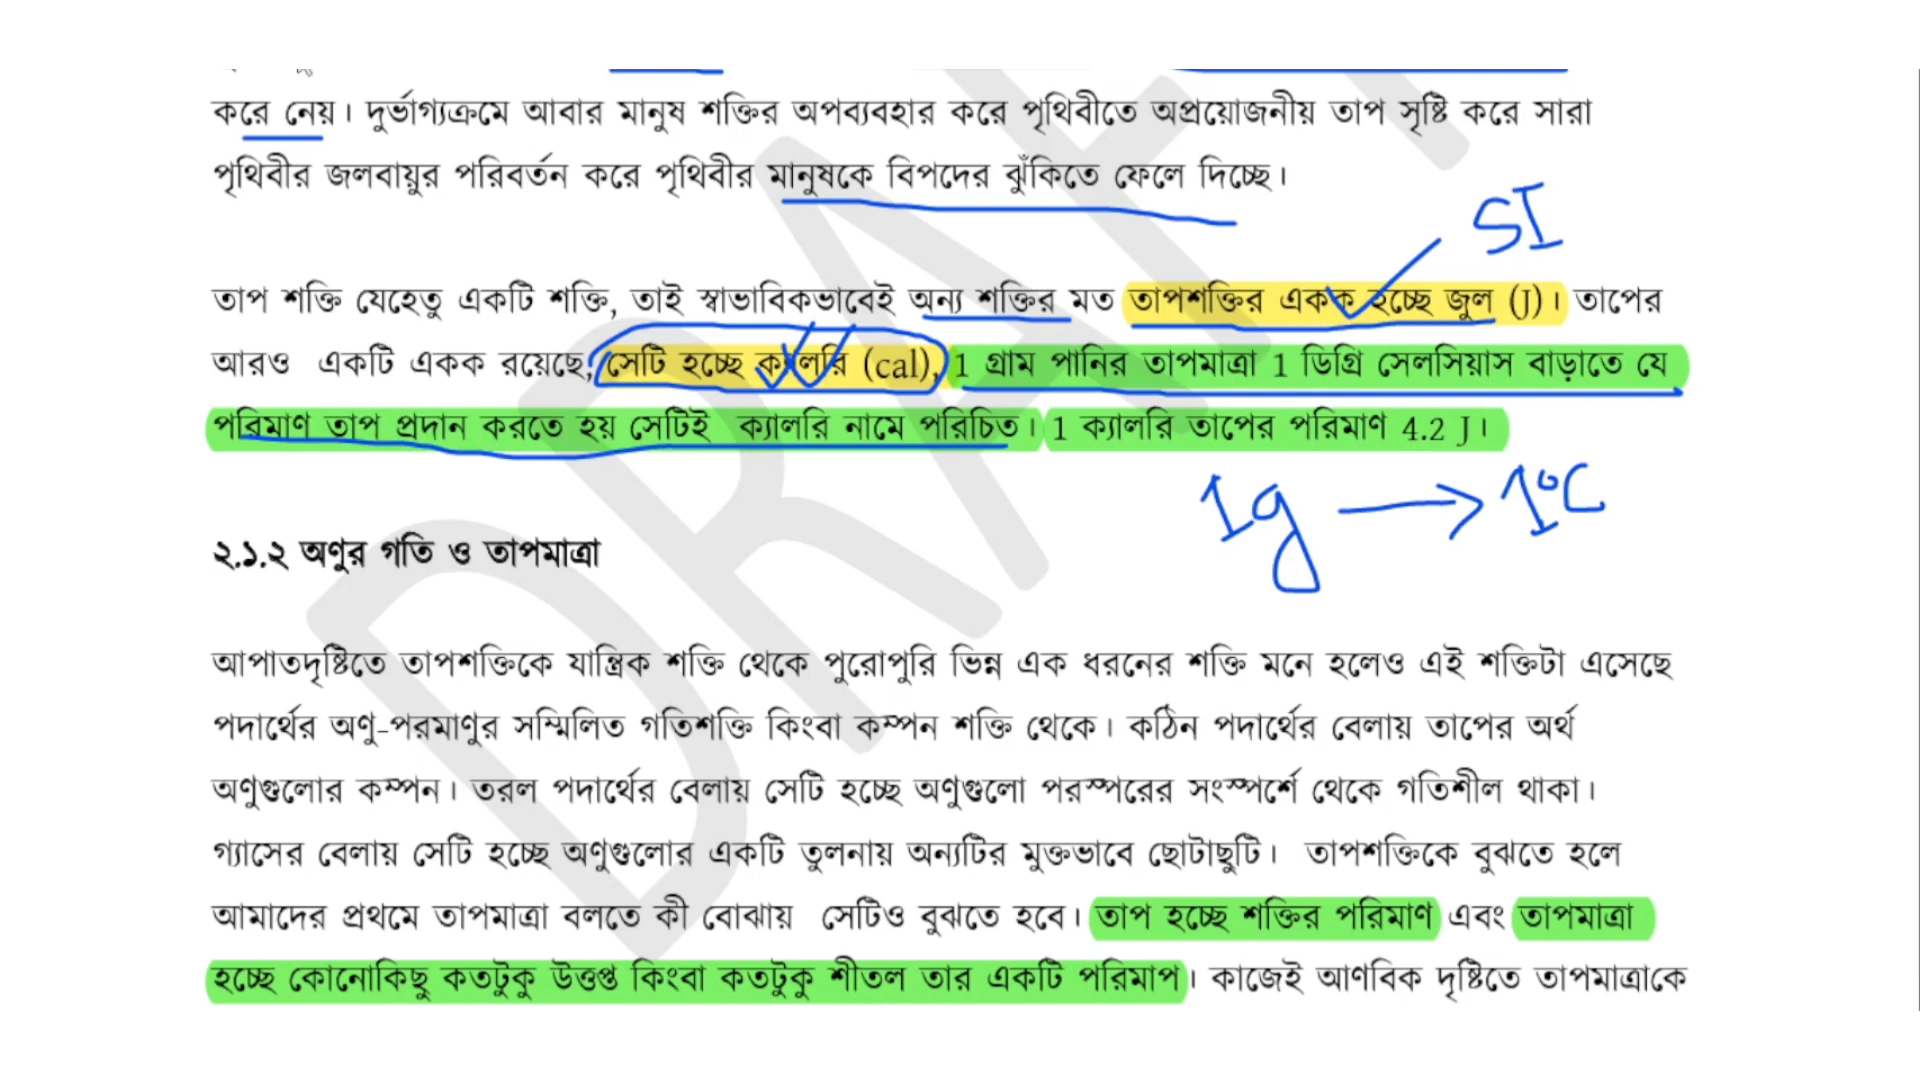 করে নেয়। দুর্ভাগ্যক্রমে আবার মানুষ শক্তির অপব্যবহার করে পৃথিবীতে অপ্রয়োজনীয় তাপ সৃষ্টি করে সারা
পৃথিবীর জলবায়ুর পরিবর্তন করে পৃথিবীর মানুষকে বিপদের ঝুঁকিতে ফেলে দিচ্ছে।
SI
তাপ শক্তি যেহেতু একটি শক্তি, তাই স্বাভাবিকভাবেই অন্য শক্তির মত তাপশক্তির একক হচ্ছে জুল (J)। তাপের
আরও একটি একক রয়েছে, সেটি হচ্ছে ক্যালরি (cal), 1 গ্রাম পানির তাপমাত্রা 1 ডিগ্রি সেলসিয়াস বাড়াতে যে
পরিমাণ তাপ প্রদান করতে হয় সেটিই ক্যালরি নামে পরিচিত। 1 ক্যালরি তাপের পরিমাণ 4.2 J।
1g → 1°C
২.১.২ অণুর গতি ও তাপমাত্রা
আপাতদৃষ্টিতে তাপশক্তিকে যান্ত্রিক শক্তি থেকে পুরোপুরি ভিন্ন এক ধরনের শক্তি মনে হলেও এই শক্তিটা এসেছে
পদার্থের অণু-পরমাণুর সম্মিলিত গতিশক্তি কিংবা কম্পন শক্তি থেকে। কঠিন পদার্থের বেলায় তাপের অর্থ
অণুগুলোর কম্পন। তরল পদার্থের বেলায় সেটি হচ্ছে অণুগুলো পরস্পরের সংস্পর্শে থেকে গতিশীল থাকা।
গ্যাসের বেলায় সেটি হচ্ছে অণুগুলোর একটি তুলনায় অন্যটির মুক্তভাবে ছোটাছুটি। তাপশক্তিকে বুঝতে হলে
আমাদের প্রথমে তাপমাত্রা বলতে কী বোঝায় সেটিও বুঝতে হবে। তাপ হচ্ছে শক্তির পরিমাণ এবং তাপমাত্রা
হচ্ছে কোনোকিছু কতটুকু উত্তপ্ত কিংবা কতটুকু শীতল তার একটি পরিমাপ। কাজেই আণবিক দৃষ্টিতে তাপমাত্রাকে
DRAFT